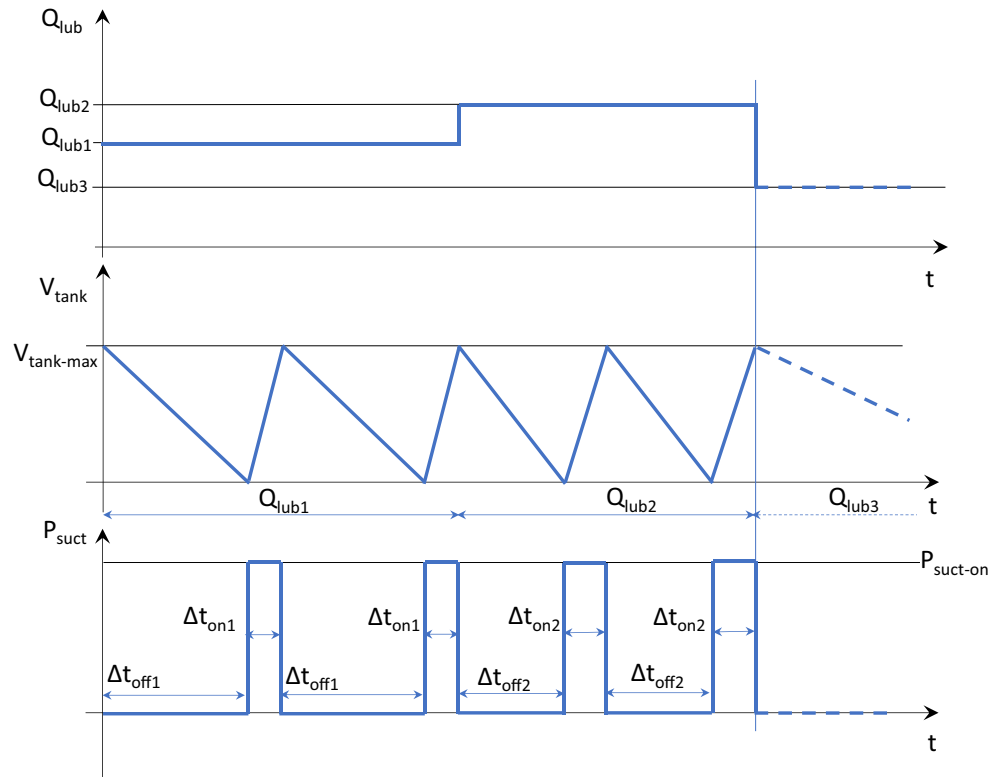 Q_lub
Q_lub2
Q_lub1
Q_lub3
t
V_tank
V_tank-max
Q_lub1 Q_lub2 Q_lub3
t
P_suct
P_suct-on
Δt_on1 Δt_on1 Δt_on2 Δt_on2
Δt_off1 Δt_off1 Δt_off2 Δt_off2
t